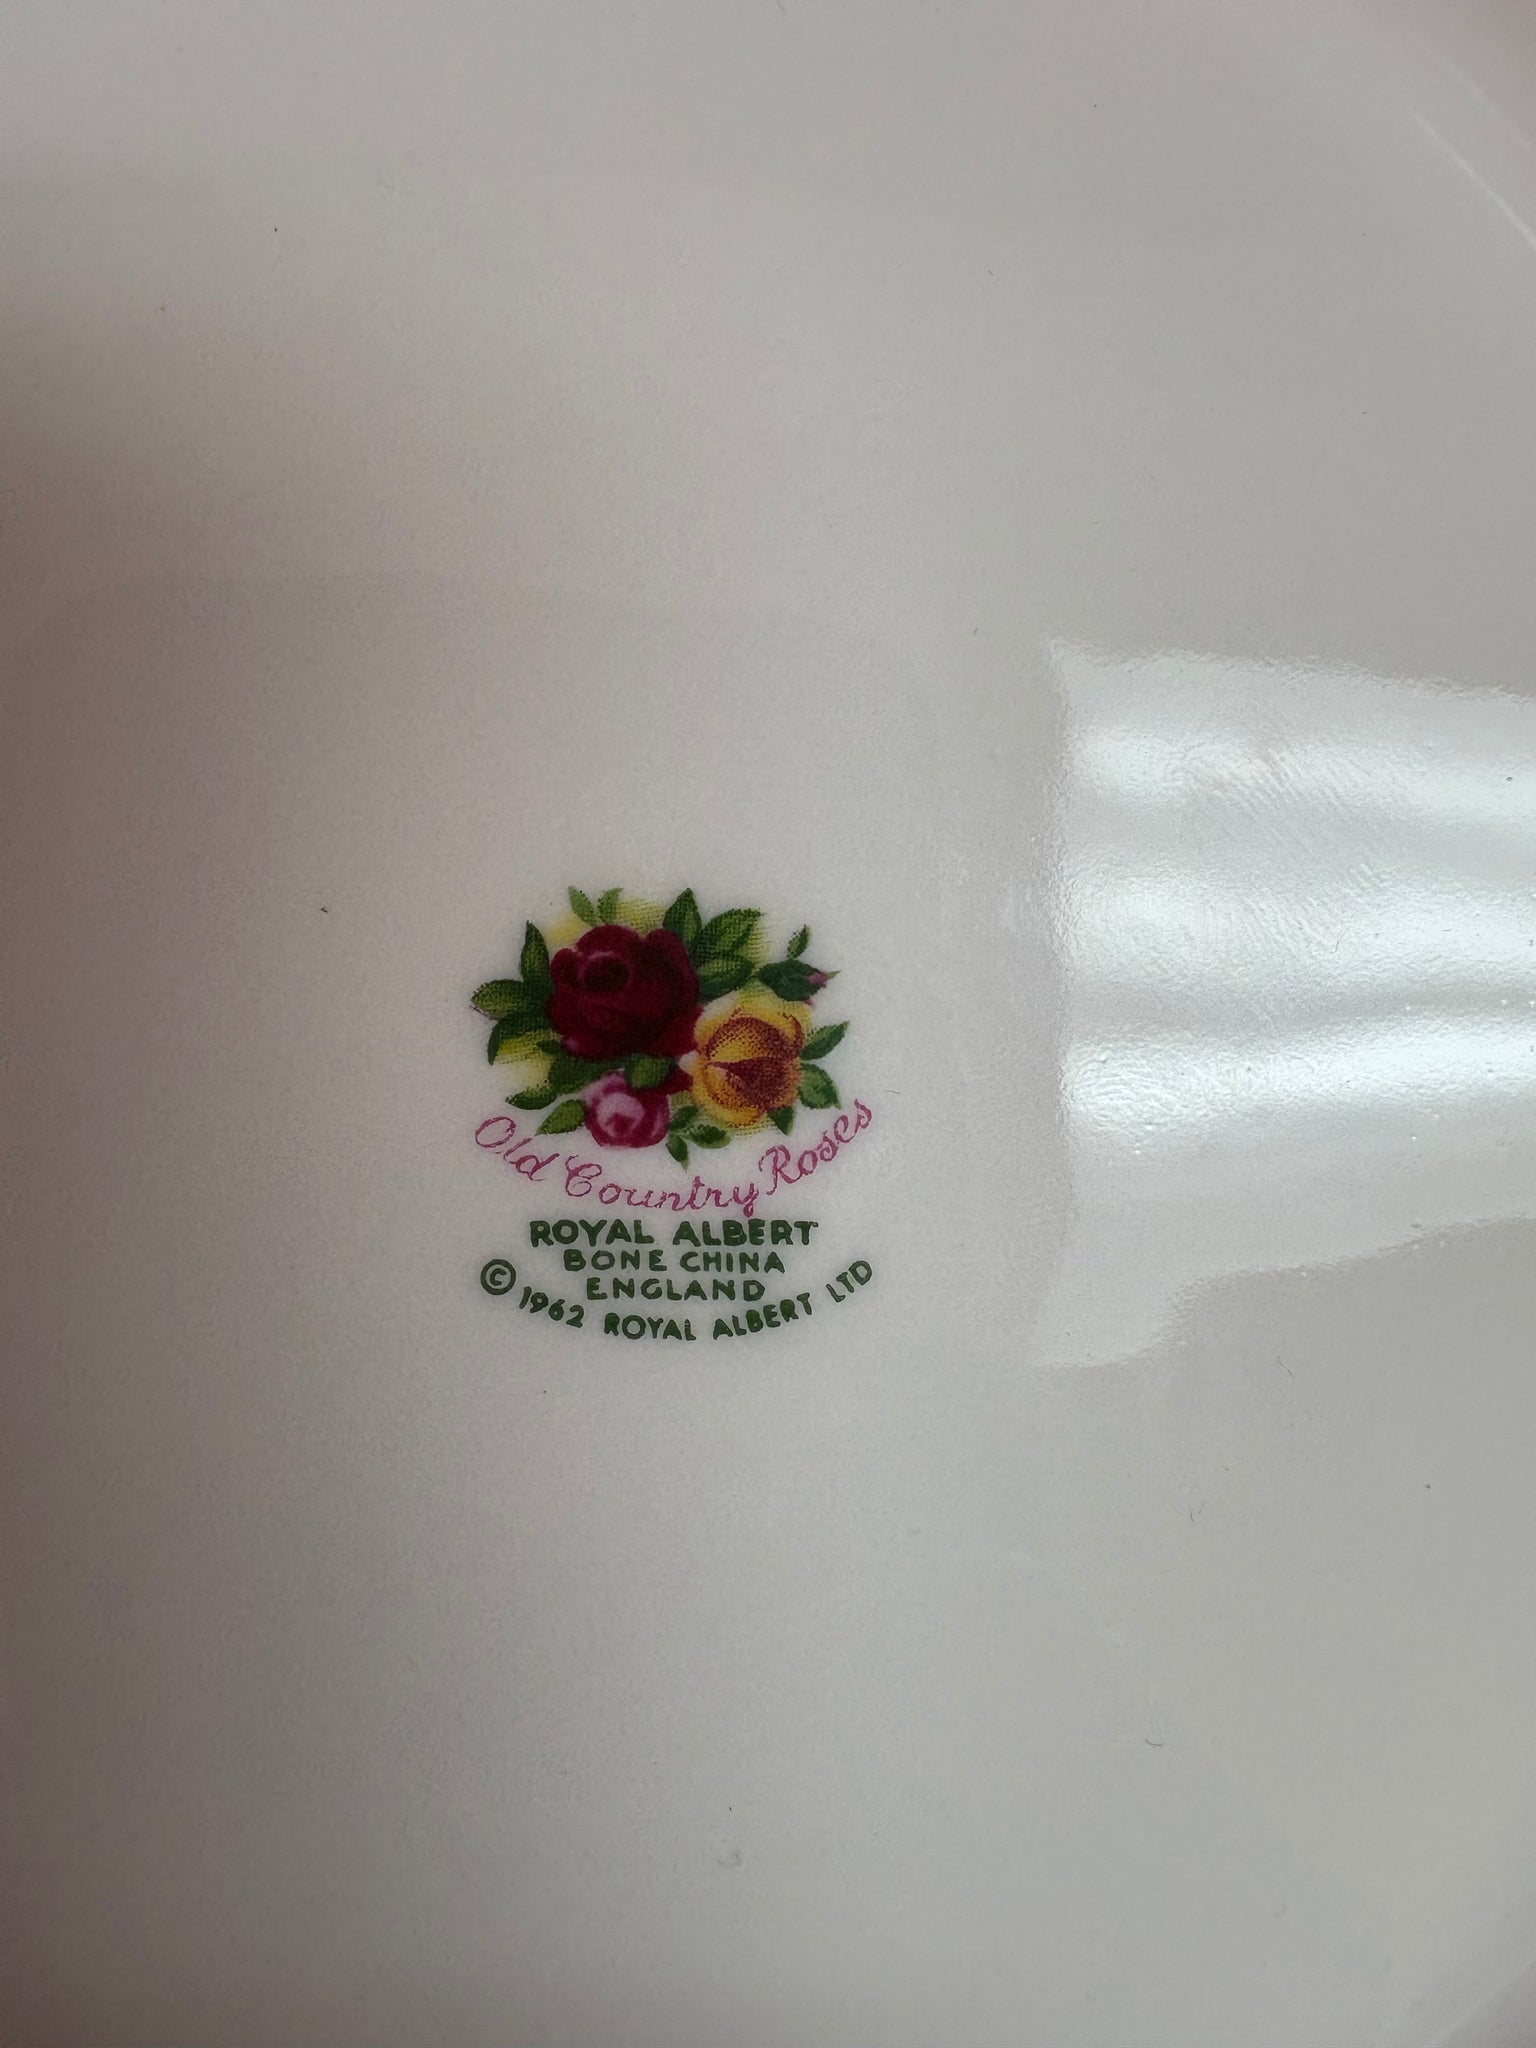 Old Country Roses
ROYAL ALBERT
BONE CHINA
ENGLAND
© 1962 ROYAL ALBERT LTD